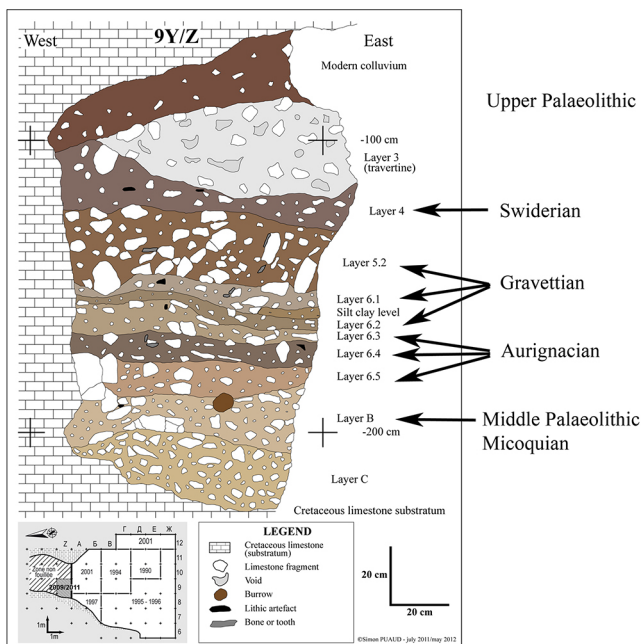 West
9Y/Z
East
Modern colluvium
Upper Palaeolithic
-100 cm
Layer 3
(travertine)
Layer 4
Swiderian
Layer 5.2
Gravettian
Layer 6.1
Silt clay level
Layer 6.2
Layer 6.3
Layer 6.4
Aurignacian
Layer 6.5
Layer B
Middle Palaeolithic
Micoquian
-200 cm
Layer C
Cretaceous limestone substratum
Г Д Е Ж
Z А Б В
2001
12
11
10
9
8
7
6
Zone non
fouillée
2009/2011
2001
1994
1990
1997
1995 - 1996
1m
1m
LEGEND
Cretaceous limestone
(substratum)
Limestone fragment
Void
Burrow
Lithic artefact
Bone or tooth
20 cm
20 cm
©Simon PUAUD - july 2011/may 2012